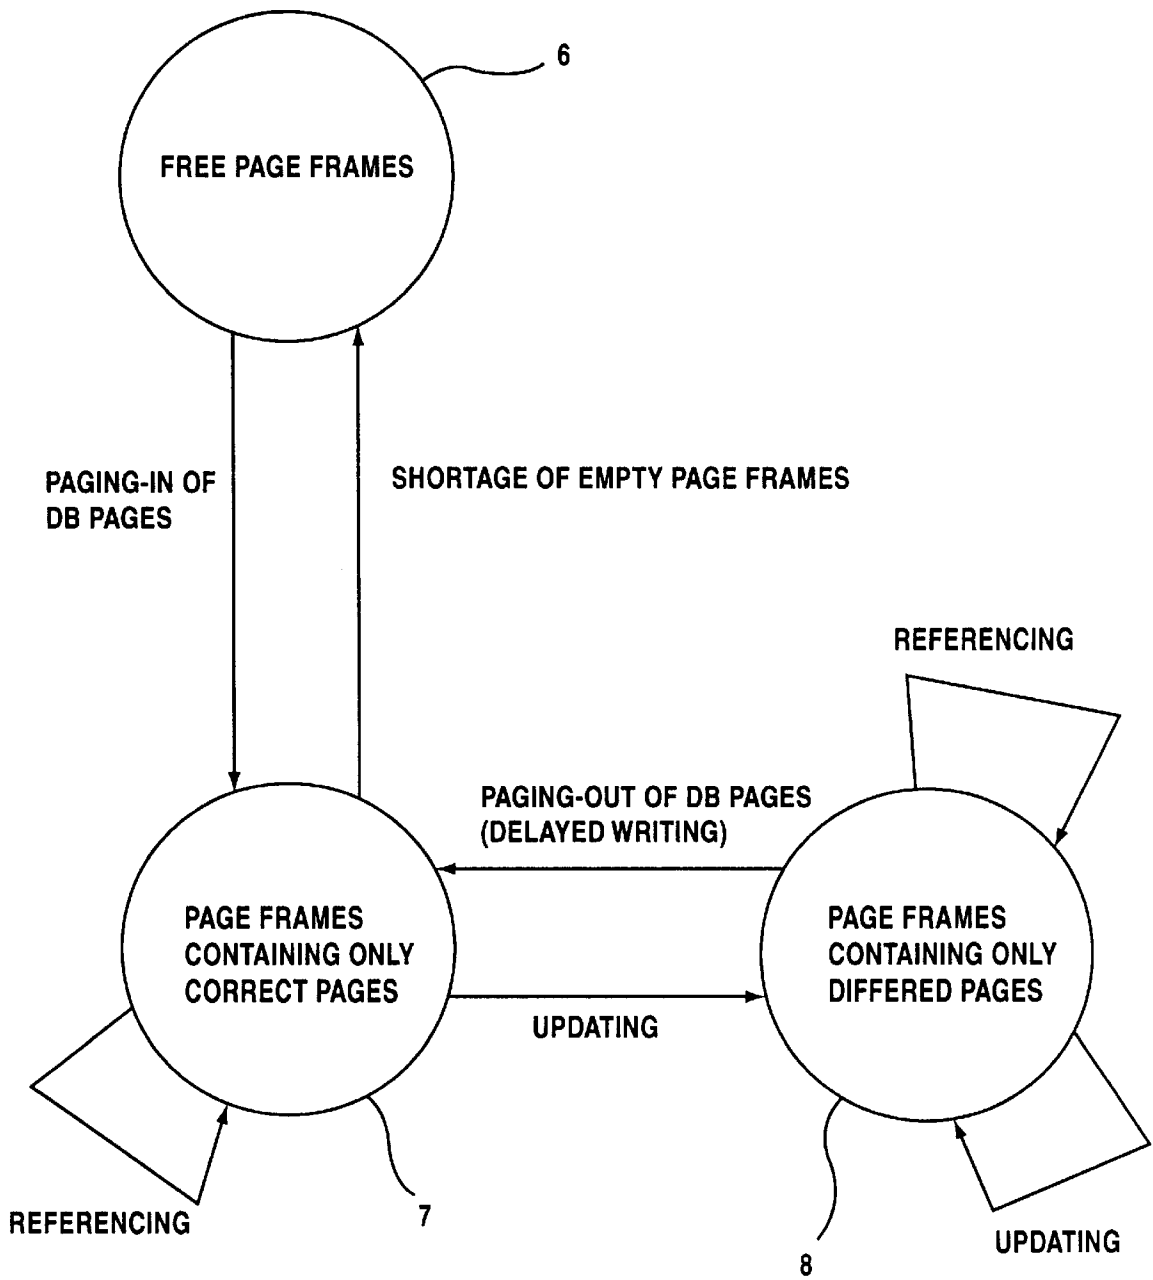 6
FREE PAGE FRAMES
PAGING-IN OF
DB PAGES
SHORTAGE OF EMPTY PAGE FRAMES
REFERENCING
PAGING-OUT OF DB PAGES
(DELAYED WRITING)
PAGE FRAMES
CONTAINING ONLY
CORRECT PAGES
PAGE FRAMES
CONTAINING ONLY
DIFFERED PAGES
UPDATING
REFERENCING
7
8
UPDATING